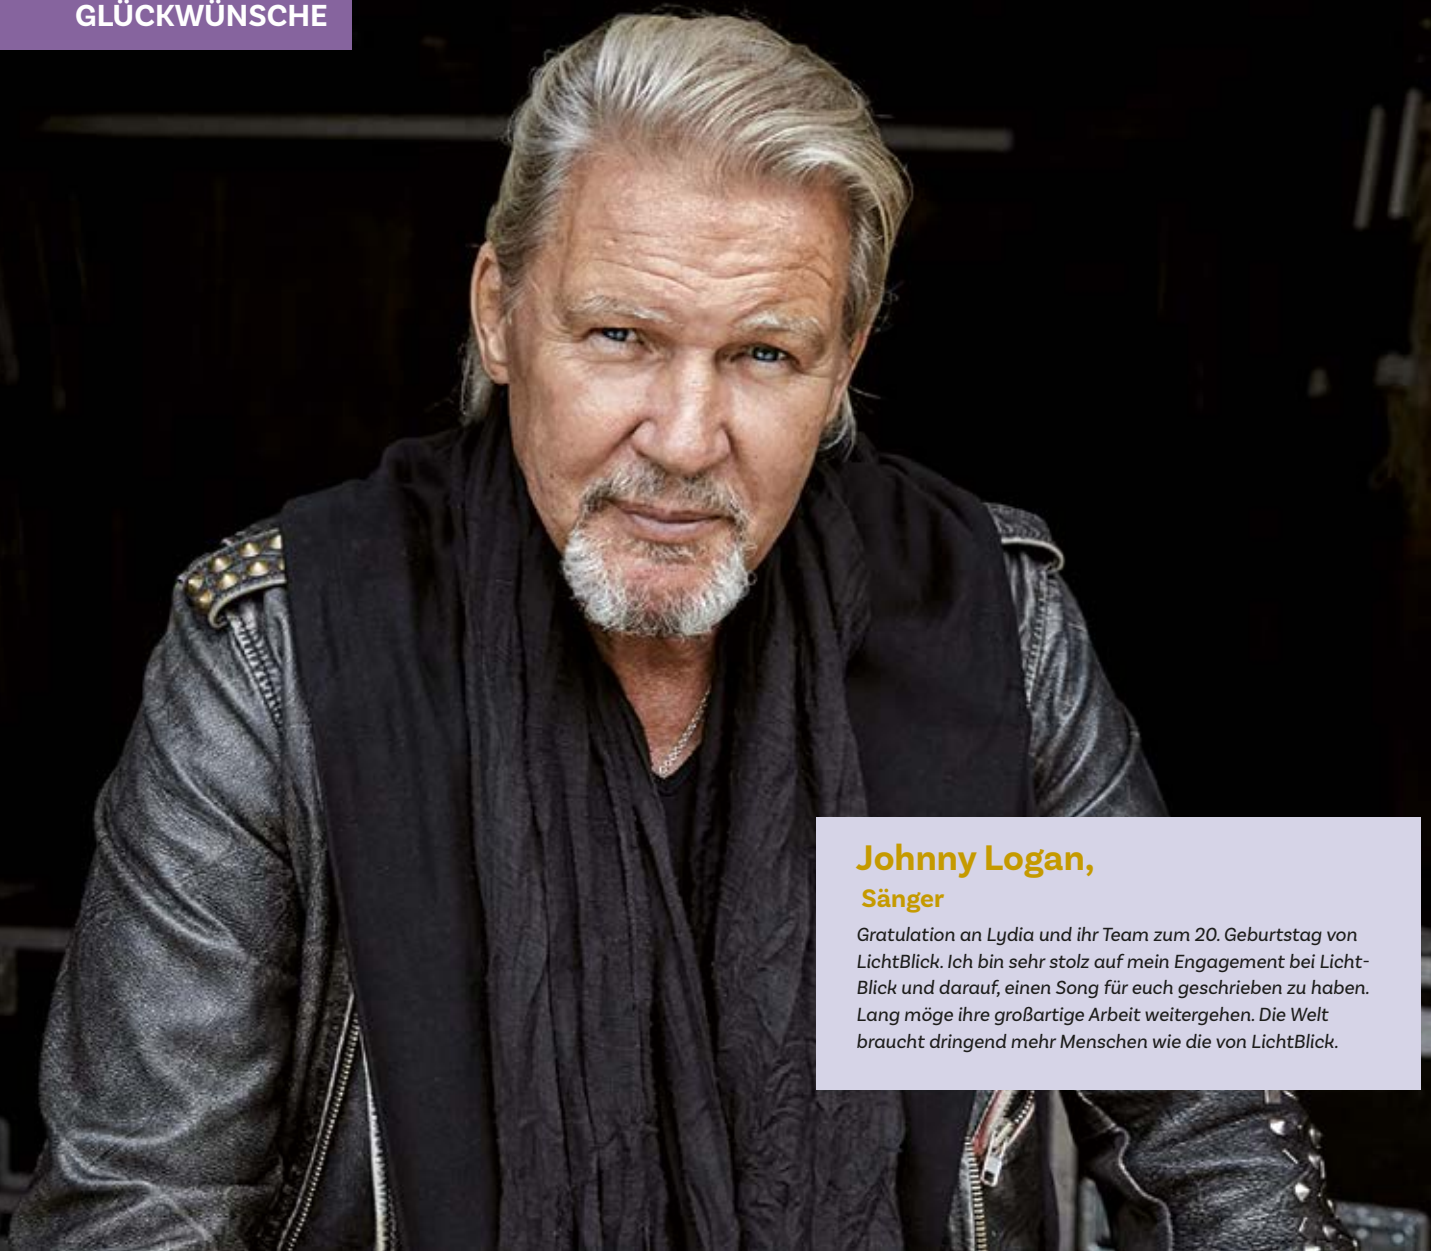 GLÜCKWÜNSCHE
Johnny Logan,
Sänger
Gratulation an Lydia und ihr Team zum 20. Geburtstag von
LichtBlick. Ich bin sehr stolz auf mein Engagement bei Licht-
Blick und darauf, einen Song für euch geschrieben zu haben.
Lang möge ihre großartige Arbeit weitergehen. Die Welt
braucht dringend mehr Menschen wie die von LichtBlick.